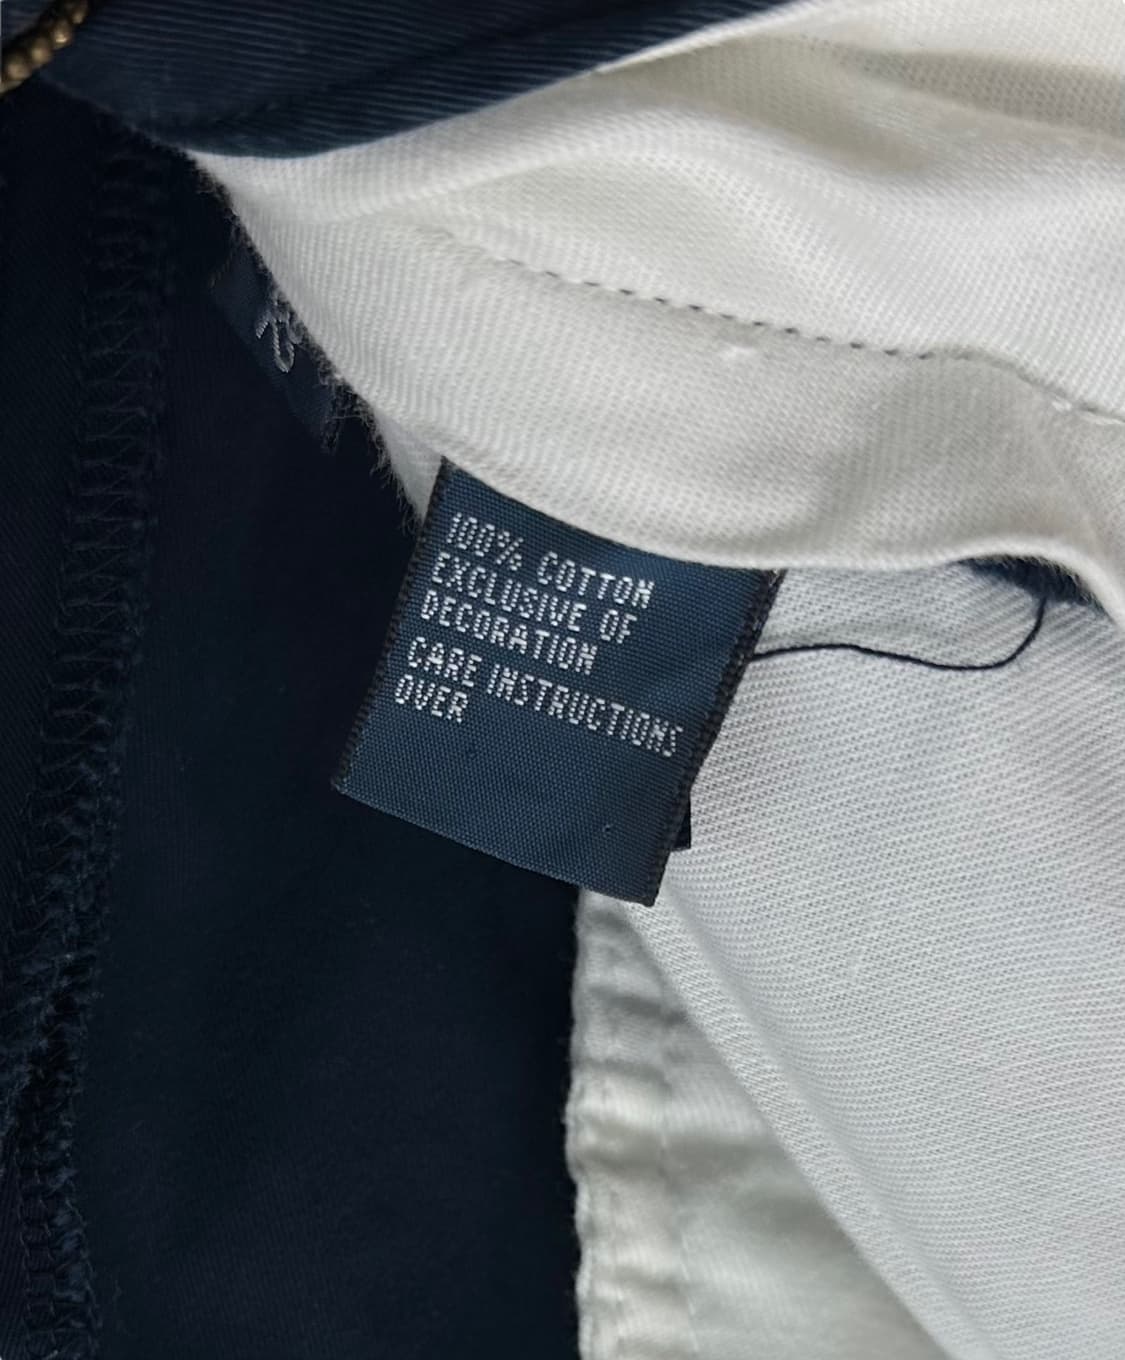 100% COTTON
EXCLUSIVE OF
DECORATION
CARE INSTRUCTIONS
OVER